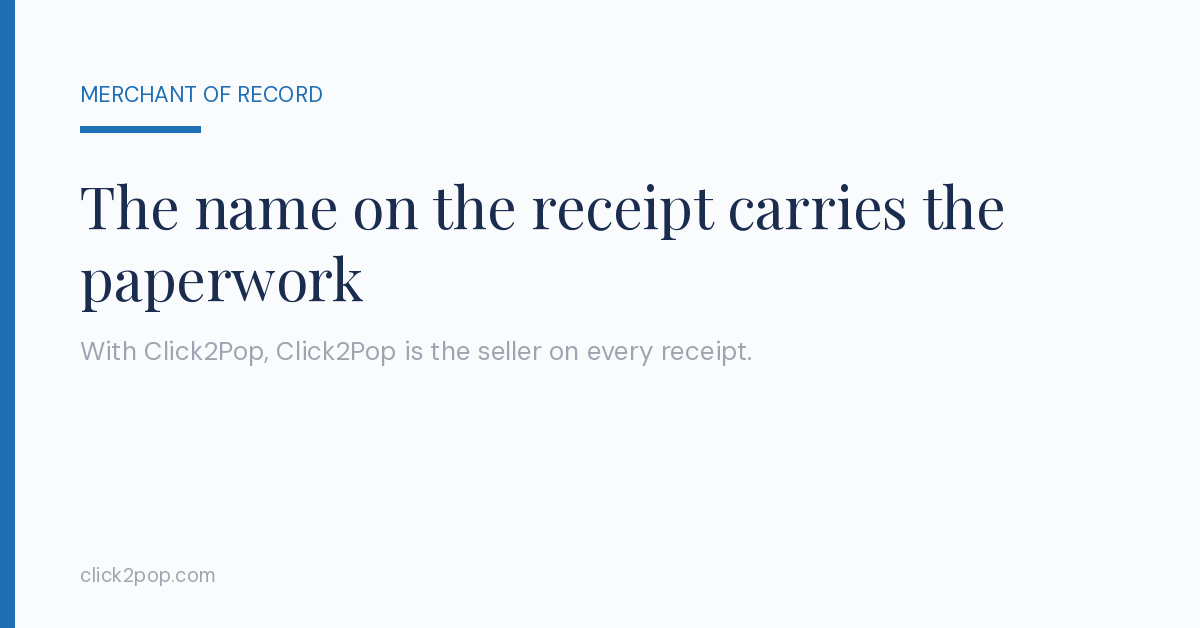 MERCHANT OF RECORD
The name on the receipt carries the
paperwork
With Click2Pop, Click2Pop is the seller on every receipt.
click2pop.com